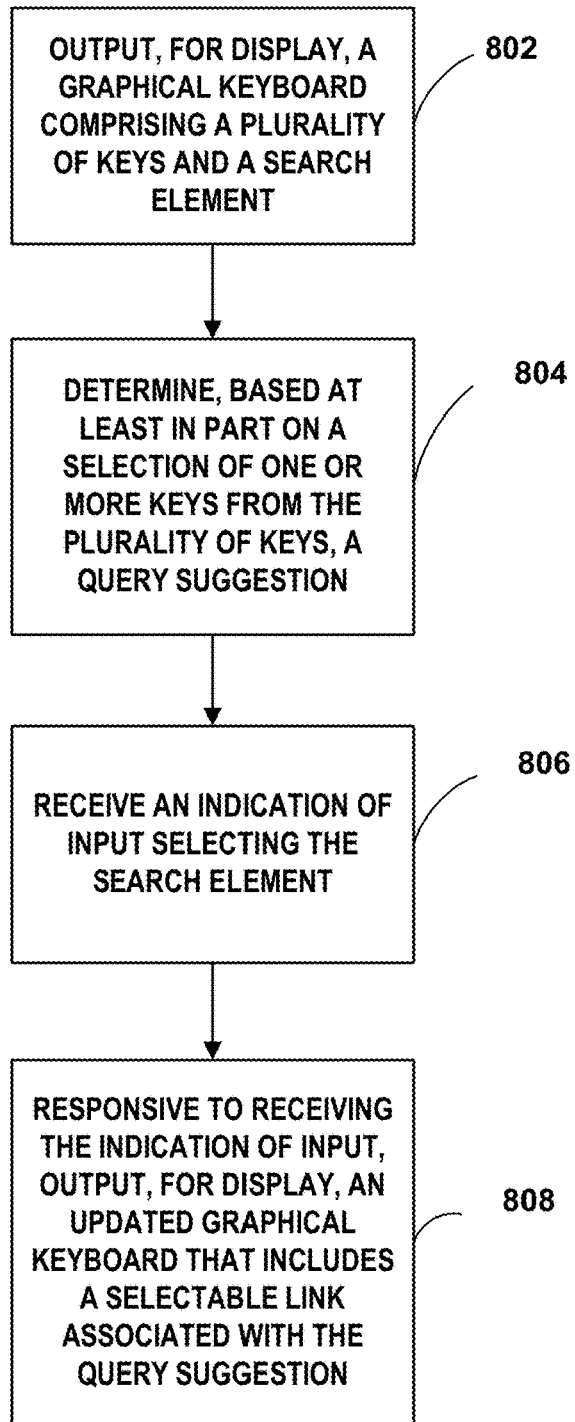 OUTPUT, FOR DISPLAY, A
GRAPHICAL KEYBOARD
COMPRISING A PLURALITY
OF KEYS AND A SEARCH
ELEMENT
802
DETERMINE, BASED AT
LEAST IN PART ON A
SELECTION OF ONE OR
MORE KEYS FROM THE
PLURALITY OF KEYS, A
QUERY SUGGESTION
804
RECEIVE AN INDICATION OF
INPUT SELECTING THE
SEARCH ELEMENT
806
RESPONSIVE TO RECEIVING
THE INDICATION OF INPUT,
OUTPUT, FOR DISPLAY, AN
UPDATED GRAPHICAL
KEYBOARD THAT INCLUDES
A SELECTABLE LINK
ASSOCIATED WITH THE
QUERY SUGGESTION
808